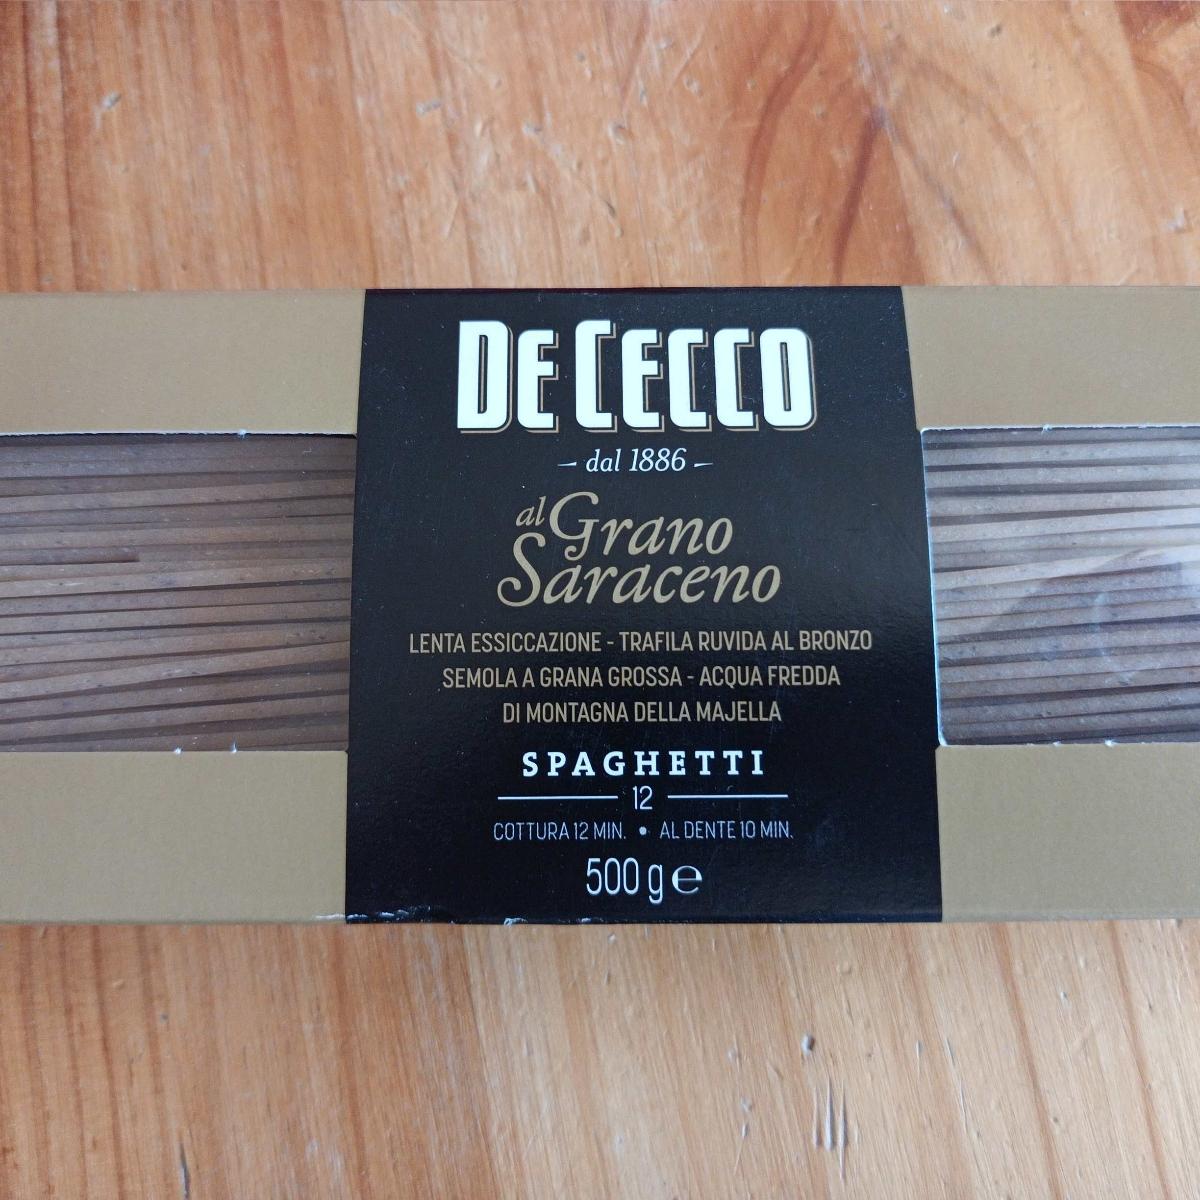 DE CECCO
– dal 1886 –
al Grano
Saraceno
LENTA ESSICCAZIONE - TRAFILA RUVIDA AL BRONZO
SEMOLA A GRANA GROSSA - ACQUA FREDDA
DI MONTAGNA DELLA MAJELLA
SPAGHETTI
12
COTTURA 12 MIN. • AL DENTE 10 MIN.
500 g ℮